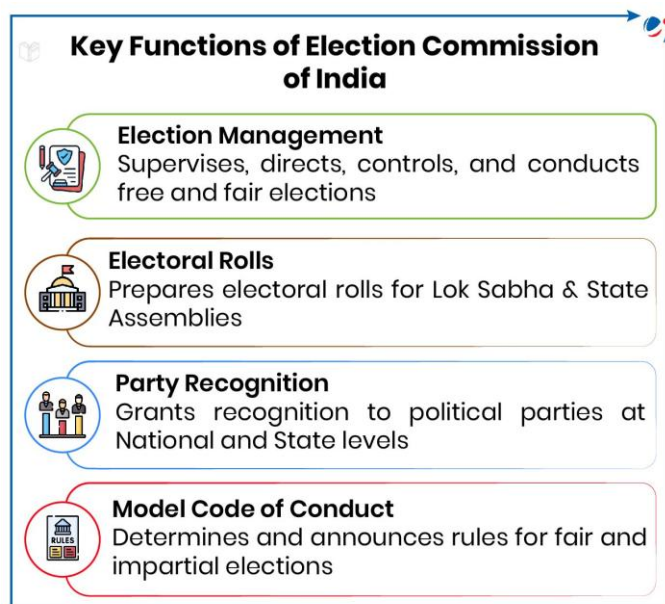 Key Functions of Election Commission
of India
Election Management
Supervises, directs, controls, and conducts
free and fair elections
Electoral Rolls
Prepares electoral rolls for Lok Sabha & State
Assemblies
Party Recognition
Grants recognition to political parties at
National and State levels
RULES
Model Code of Conduct
Determines and announces rules for fair and
impartial elections